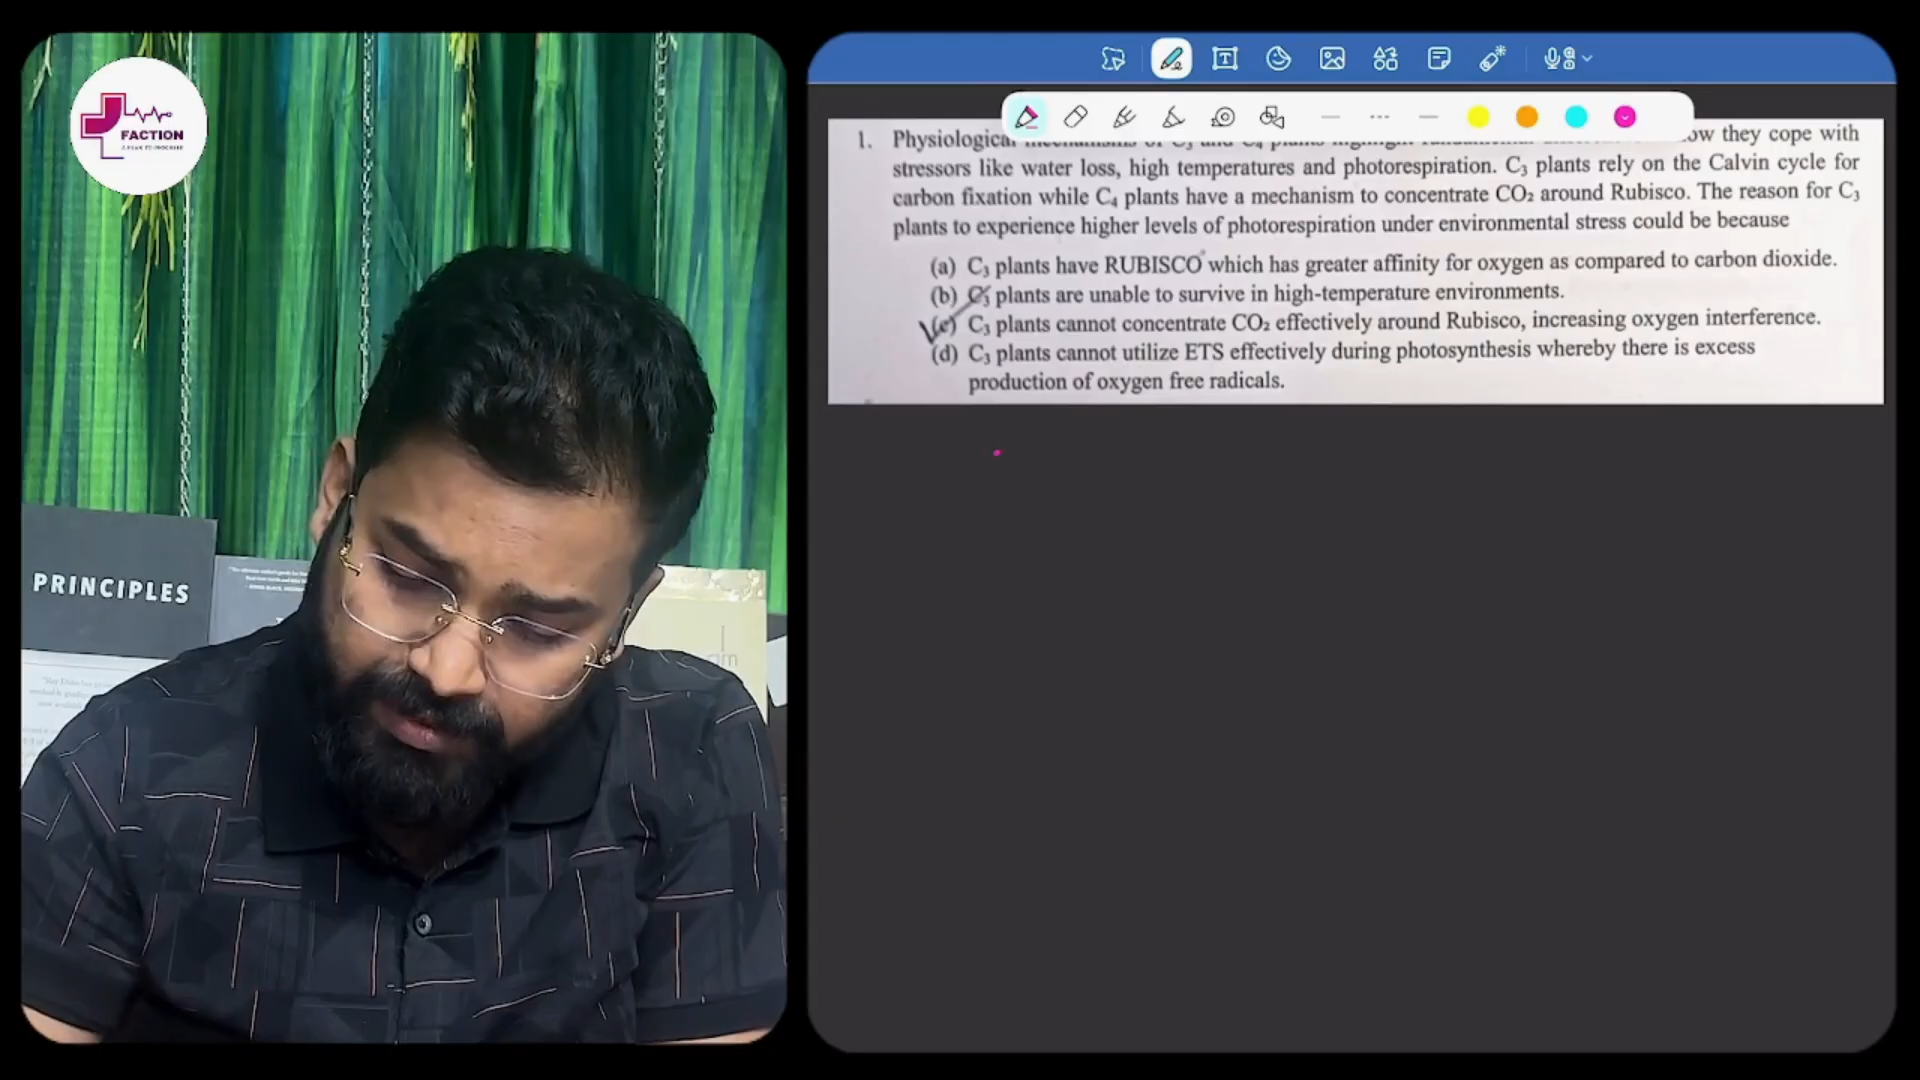 FACTION
PRINCIPLES
1. Physiological ow they cope with
stressors like water loss, high temperatures and photorespiration. C₃ plants rely on the Calvin cycle for
carbon fixation while C₄ plants have a mechanism to concentrate CO₂ around Rubisco. The reason for C₃
plants to experience higher levels of photorespiration under environmental stress could be because
(a) C₃ plants have RUBISCO which has greater affinity for oxygen as compared to carbon dioxide.
(b) C₃ plants are unable to survive in high-temperature environments.
(c) C₃ plants cannot concentrate CO₂ effectively around Rubisco, increasing oxygen interference.
(d) C₃ plants cannot utilize ETS effectively during photosynthesis whereby there is excess
production of oxygen free radicals.